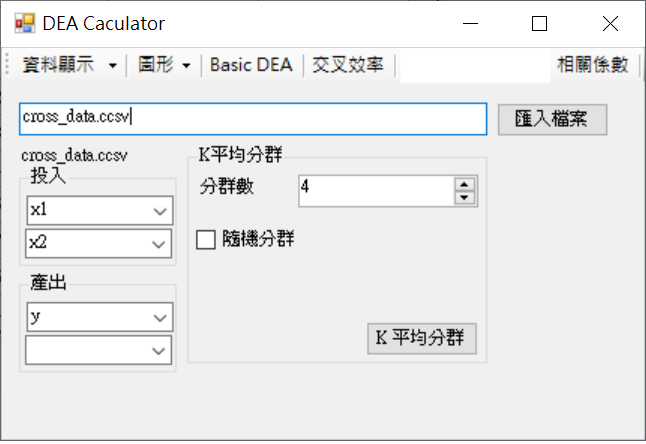 DEA Caculator
資料顯示 圖形 Basic DEA 交叉效率 相關係數
cross_data.ccsv 匯入檔案
cross_data.ccsv
投入
x1
x2
產出
y
K平均分群
分群數 4
隨機分群
K 平均分群